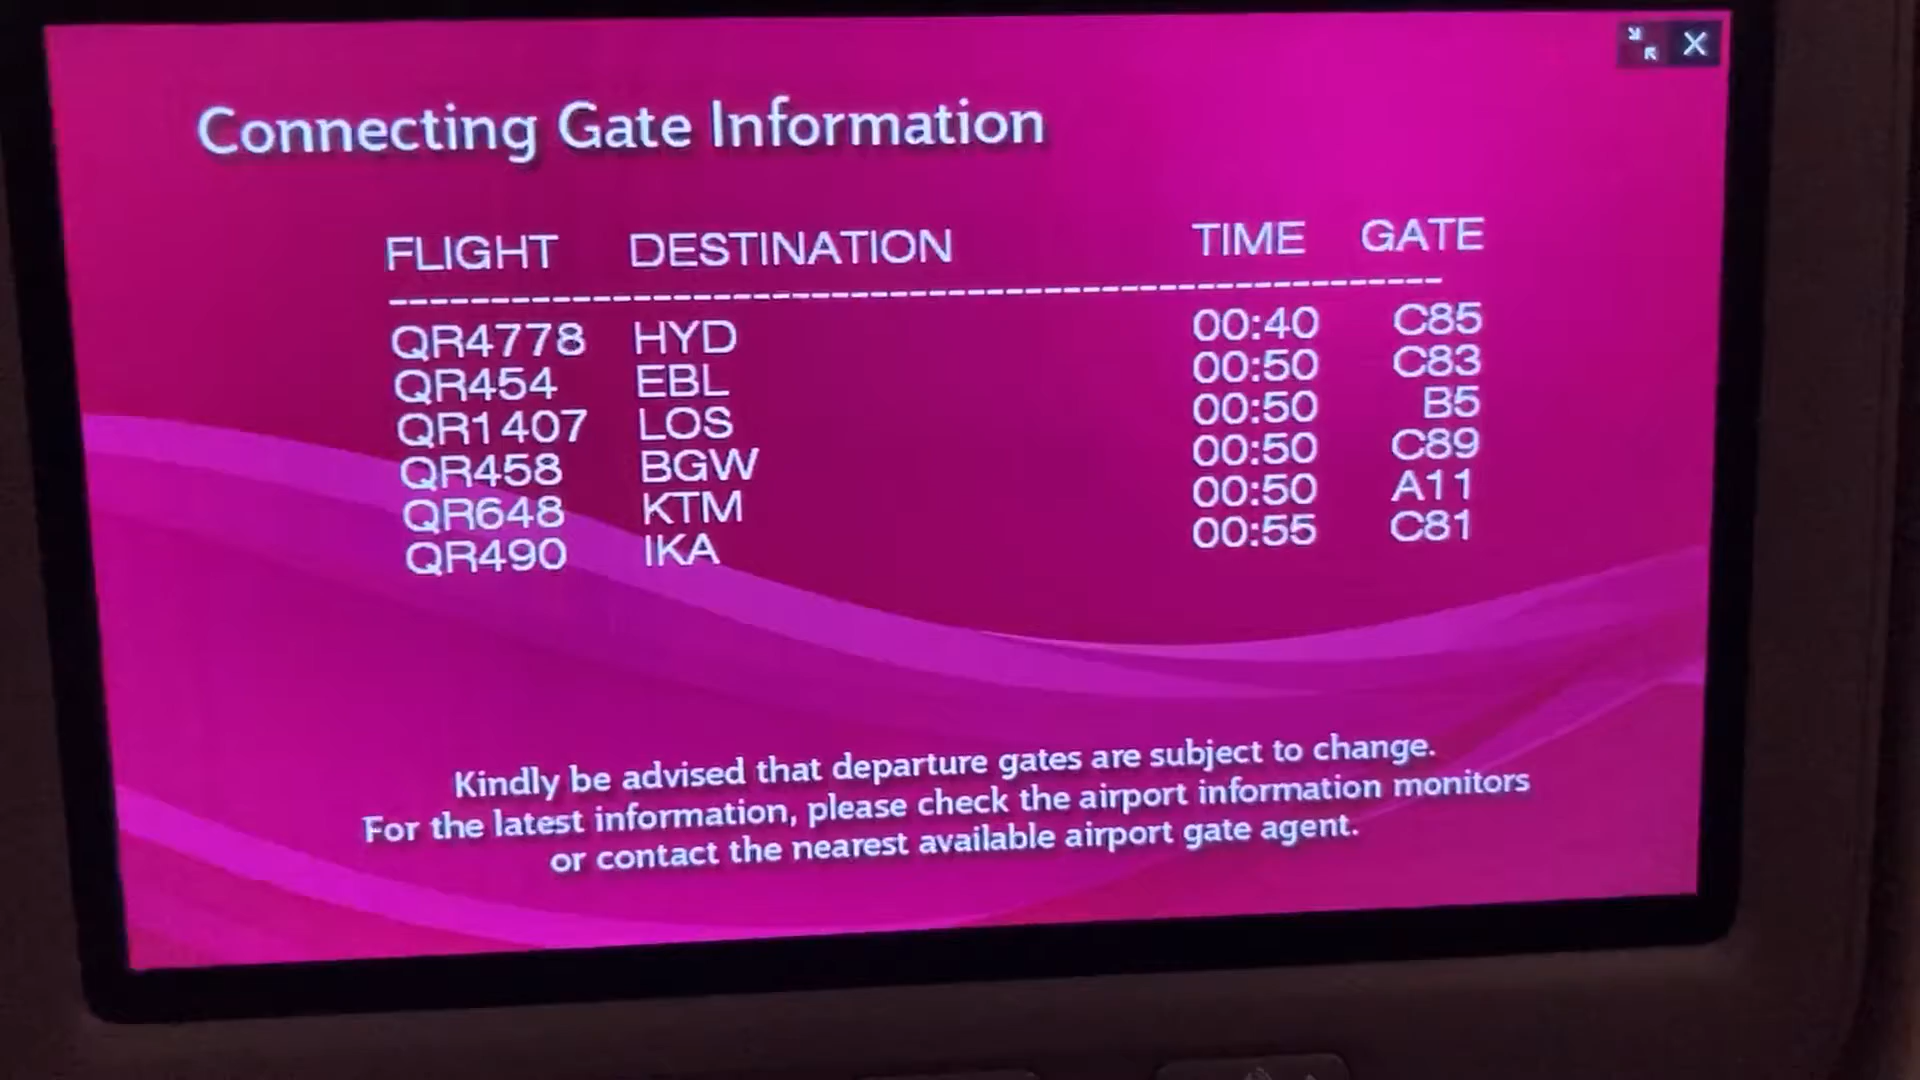 Connecting Gate Information
FLIGHT DESTINATION TIME GATE
------------------------------------------------------------
QR4778 HYD 00:40 C85
QR454 EBL 00:50 C83
QR1407 LOS 00:50 B5
QR458 BGW 00:50 C89
QR648 KTM 00:50 A11
QR490 IKA 00:55 C81
Kindly be advised that departure gates are subject to change.
For the latest information, please check the airport information monitors
or contact the nearest available airport gate agent.